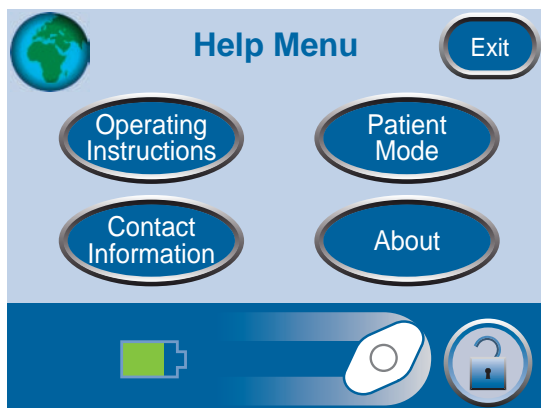 Help Menu
Exit
Operating
Instructions
Patient
Mode
Contact
Information
About